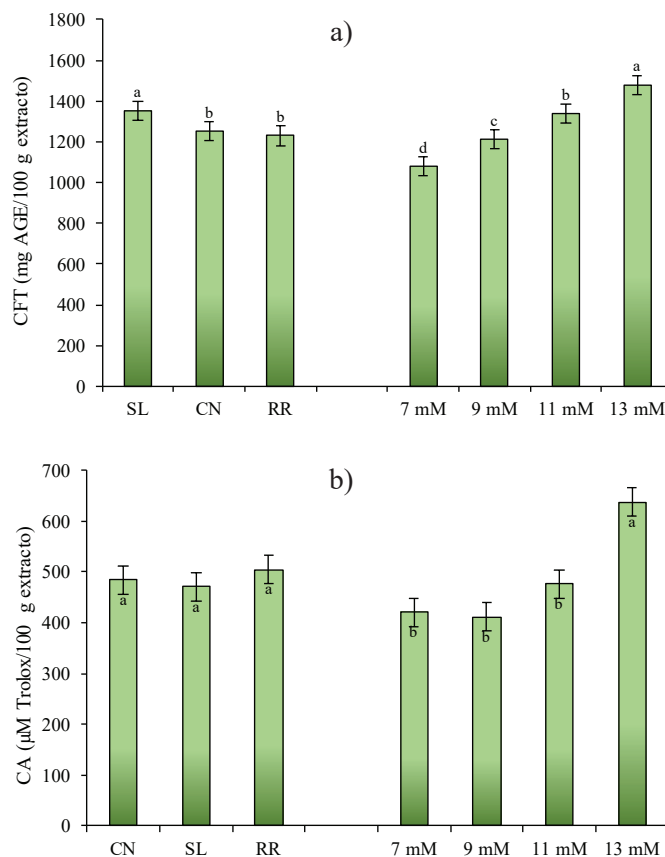 a)
CFT (mg AGE/100 g extracto)
1800
1600
1400
1200
1000
800
600
400
200
0
a
b
b
d
c
b
a
SL CN RR 7 mM 9 mM 11 mM 13 mM
b)
CA (µM Trolox/100 g extracto)
700
600
500
400
300
200
100
0
a
a
a
b
b
b
a
CN SL RR 7 mM 9 mM 11 mM 13 mM